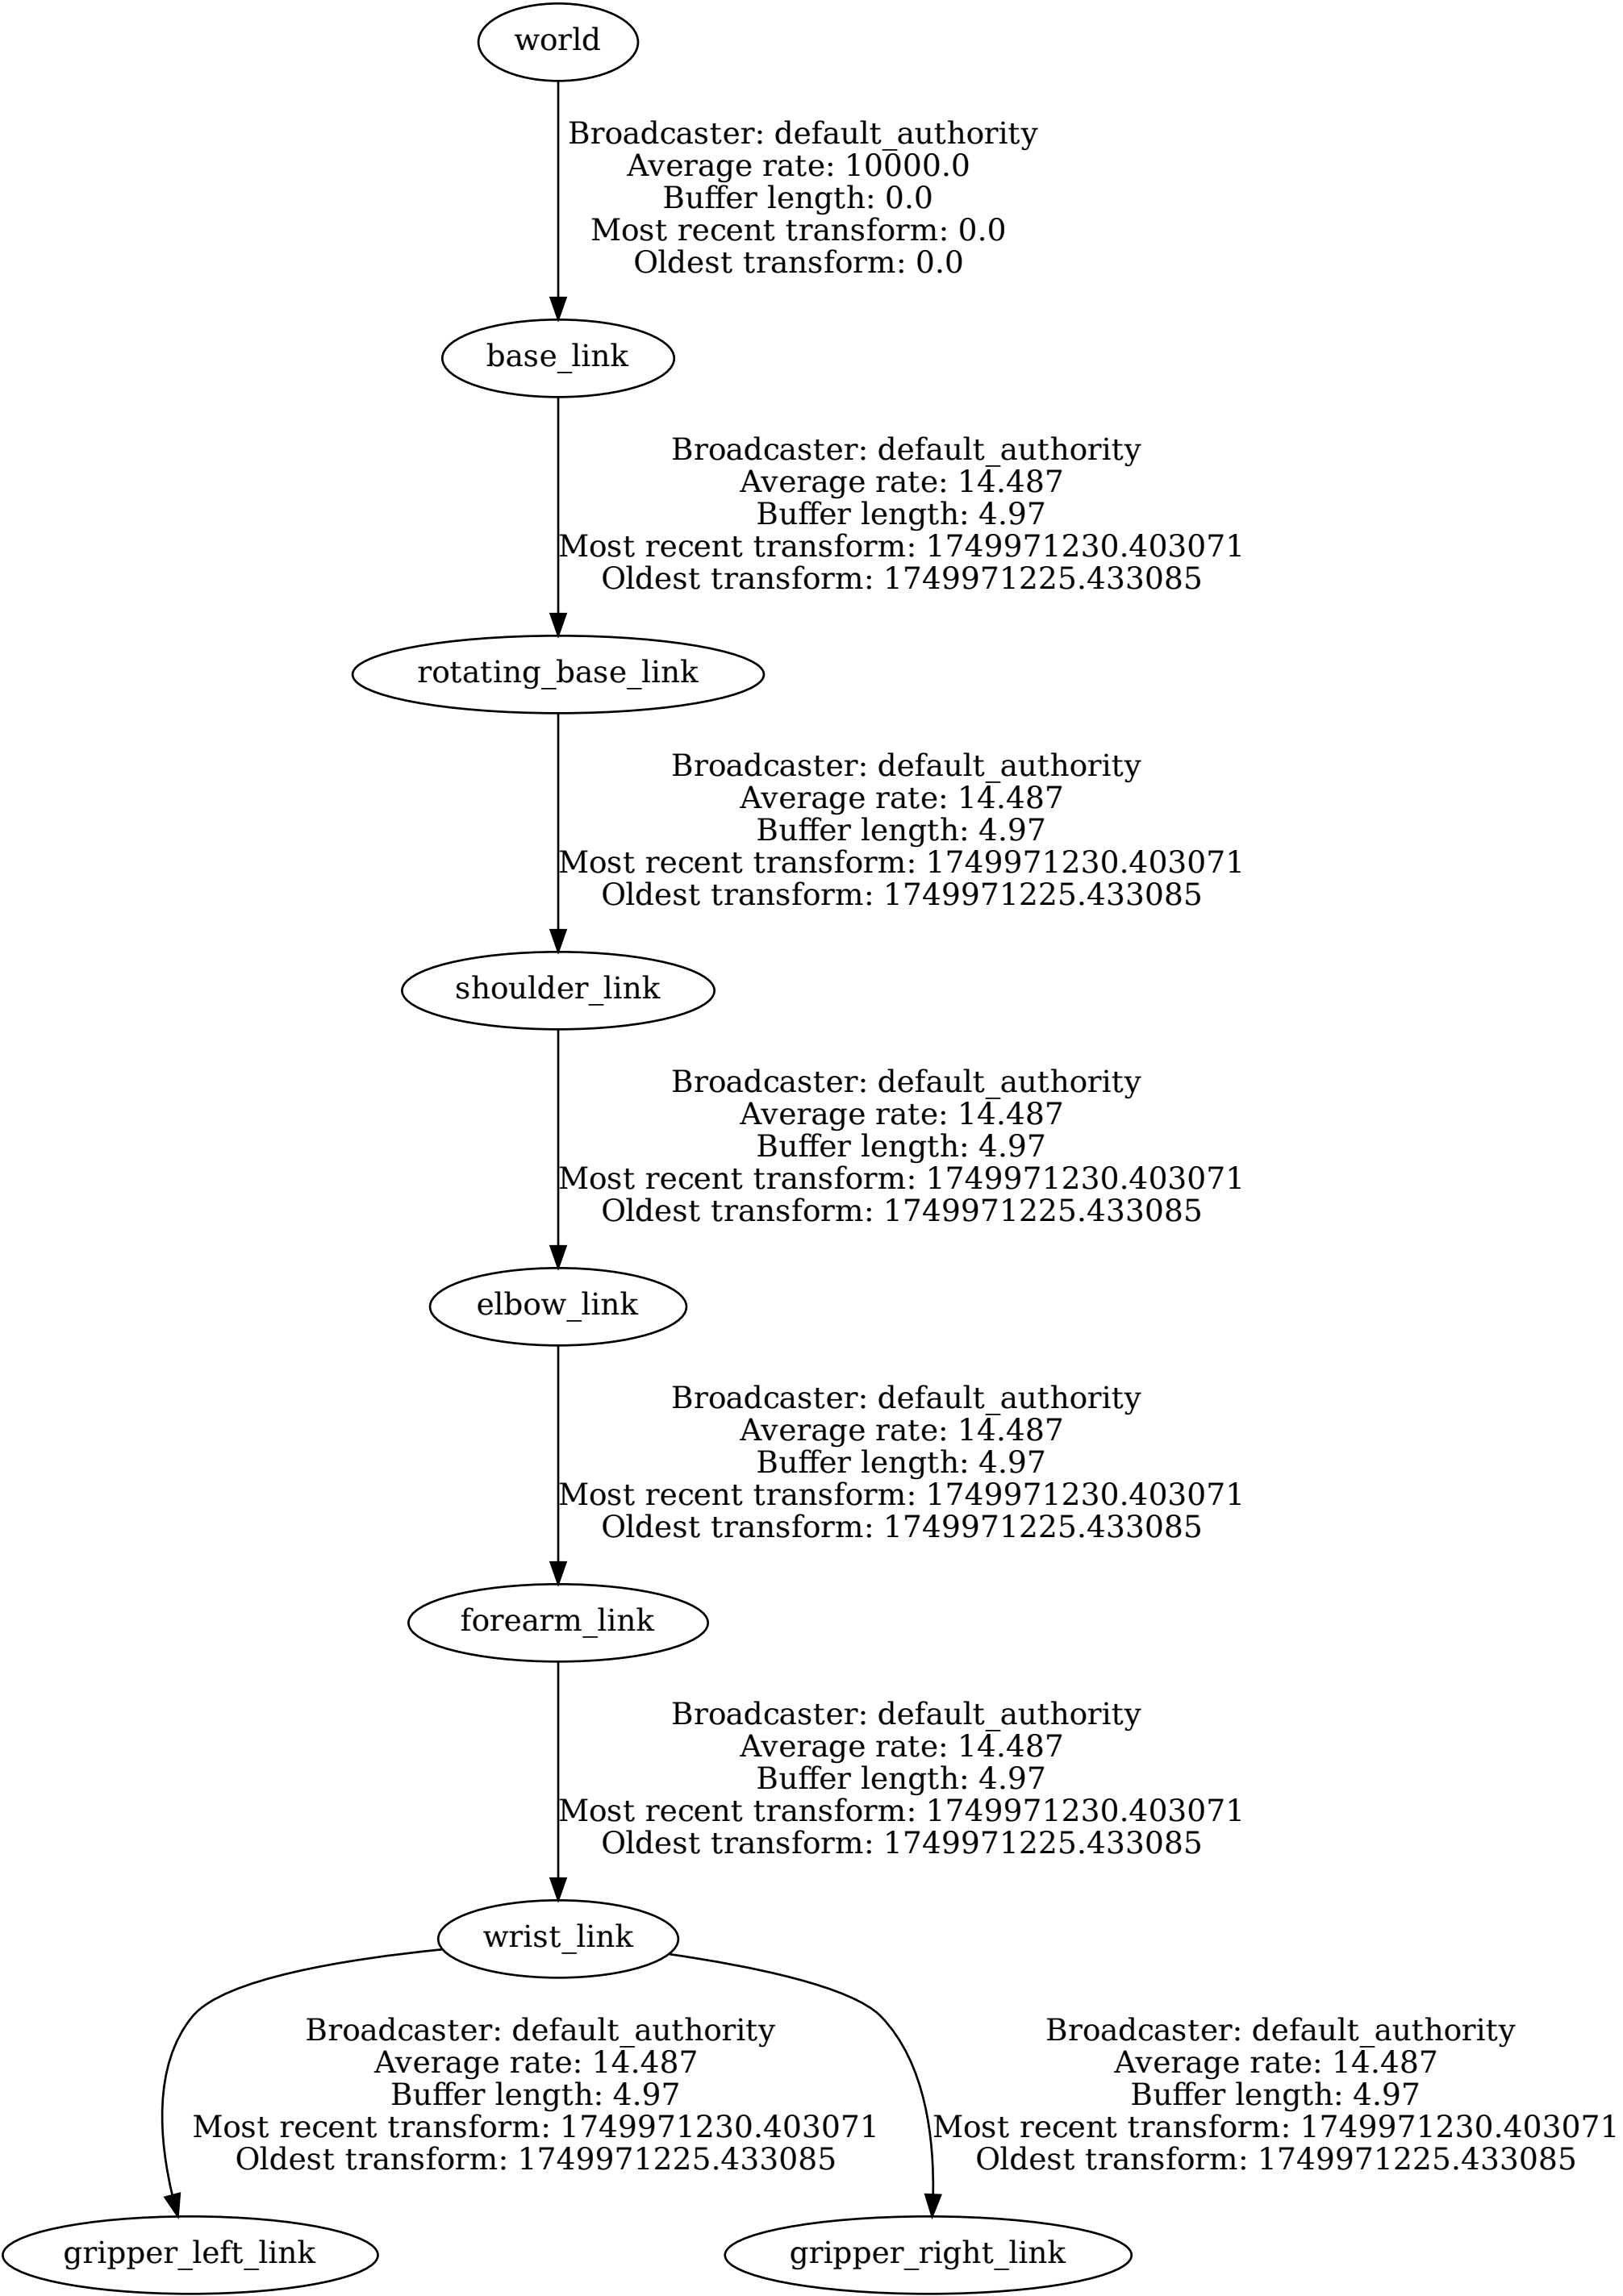 world
Broadcaster: default_authority
Average rate: 10000.0
Buffer length: 0.0
Most recent transform: 0.0
Oldest transform: 0.0
base_link
Broadcaster: default_authority
Average rate: 14.487
Buffer length: 4.97
Most recent transform: 1749971230.403071
Oldest transform: 1749971225.433085
rotating_base_link
Broadcaster: default_authority
Average rate: 14.487
Buffer length: 4.97
Most recent transform: 1749971230.403071
Oldest transform: 1749971225.433085
shoulder_link
Broadcaster: default_authority
Average rate: 14.487
Buffer length: 4.97
Most recent transform: 1749971230.403071
Oldest transform: 1749971225.433085
elbow_link
Broadcaster: default_authority
Average rate: 14.487
Buffer length: 4.97
Most recent transform: 1749971230.403071
Oldest transform: 1749971225.433085
forearm_link
Broadcaster: default_authority
Average rate: 14.487
Buffer length: 4.97
Most recent transform: 1749971230.403071
Oldest transform: 1749971225.433085
wrist_link
Broadcaster: default_authority
Average rate: 14.487
Buffer length: 4.97
Most recent transform: 1749971230.403071
Oldest transform: 1749971225.433085
Broadcaster: default_authority
Average rate: 14.487
Buffer length: 4.97
Most recent transform: 1749971230.403071
Oldest transform: 1749971225.433085
gripper_left_link
gripper_right_link